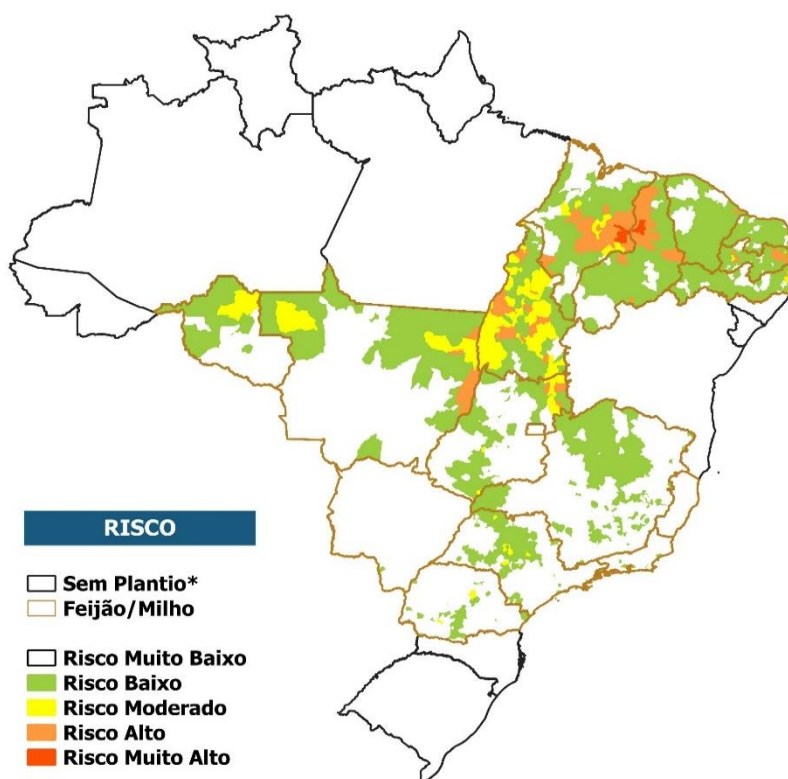 RISCO
Sem Plantio*
Feijão/Milho
Risco Muito Baixo
Risco Baixo
Risco Moderado
Risco Alto
Risco Muito Alto